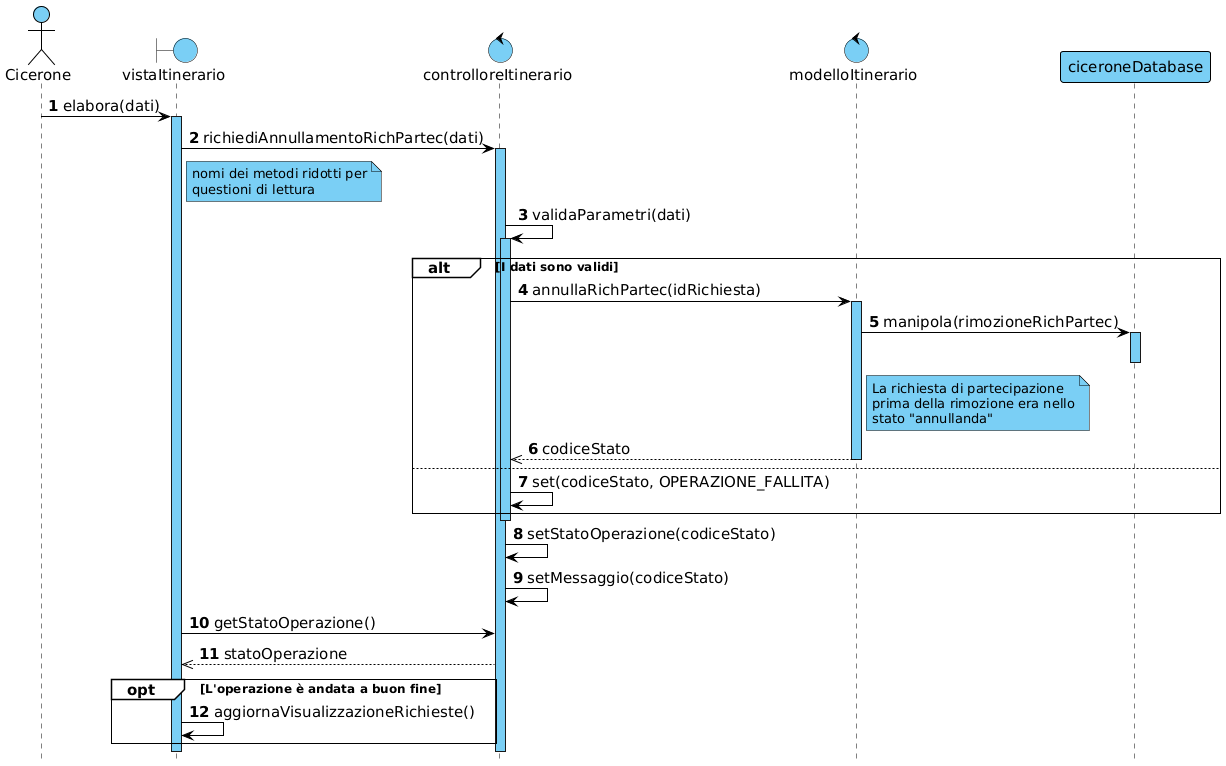 Cicerone
vistaItinerario
controlloreItinerario
modelloItinerario
ciceroneDatabase
1 elabora(dati)
2 richiediAnnullamentoRichPartec(dati)
nomi dei metodi ridotti per
questioni di lettura
3 validaParametri(dati)
alt [I dati sono validi]
4 annullaRichPartec(idRichiesta)
5 manipola(rimozioneRichPartec)
La richiesta di partecipazione
prima della rimozione era nello
stato "annullanda"
6 codiceStato
7 set(codiceStato, OPERAZIONE_FALLITA)
8 setStatoOperazione(codiceStato)
9 setMessaggio(codiceStato)
10 getStatoOperazione()
11 statoOperazione
opt [L'operazione è andata a buon fine]
12 aggiornaVisualizzazioneRichieste()